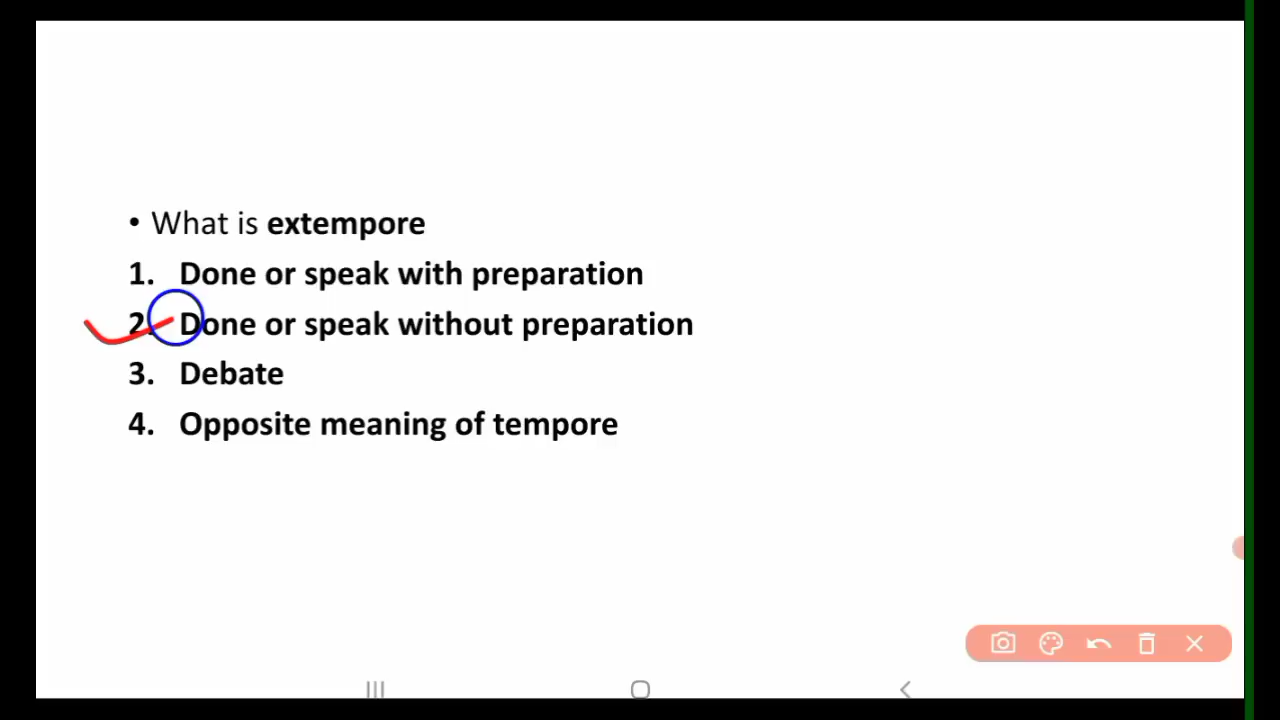 • What is extempore
1. Done or speak with preparation
2. Done or speak without preparation
3. Debate
4. Opposite meaning of tempore